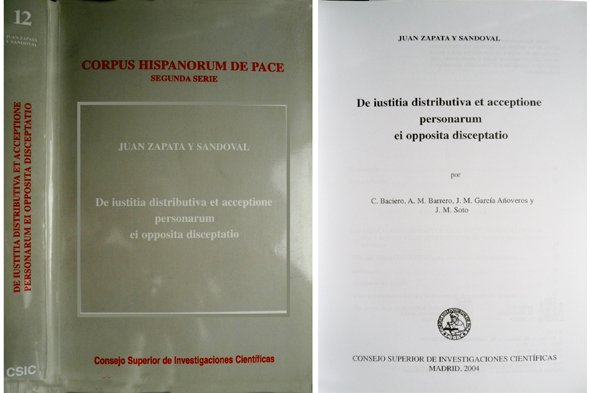 12
JUAN ZAPATA
Y SANDOVAL
DE IUSTITIA DISTRIBUTIVA ET ACCEPTIONE
PERSONARUM EI OPPOSITA DISCEPTATIO
CSIC
CORPUS HISPANORUM DE PACE
SEGUNDA SERIE
JUAN ZAPATA Y SANDOVAL
De iustitia distributiva et acceptione
personarum
ei opposita disceptatio
Consejo Superior de Investigaciones Científicas
JUAN ZAPATA Y SANDOVAL
De iustitia distributiva et acceptione
personarum
ei opposita disceptatio
por
C. Baciero, A. M. Barrero, J. M. García Añoveros y
J. M. Soto
CONSEJO SUPERIOR DE INVESTIGACIONES CIENTÍFICAS
MADRID, 2004